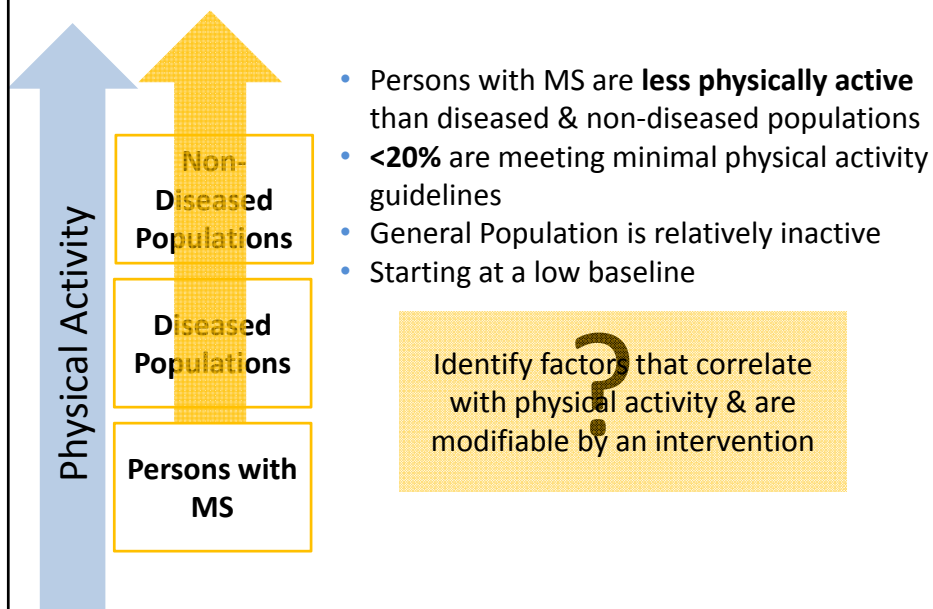 Physical Activity
Non-
Diseased
Populations
Diseased
Populations
Persons with
MS
• Persons with MS are less physically active
than diseased & non-diseased populations
• <20% are meeting minimal physical activity
guidelines
• General Population is relatively inactive
• Starting at a low baseline
?
Identify factors that correlate
with physical activity & are
modifiable by an intervention